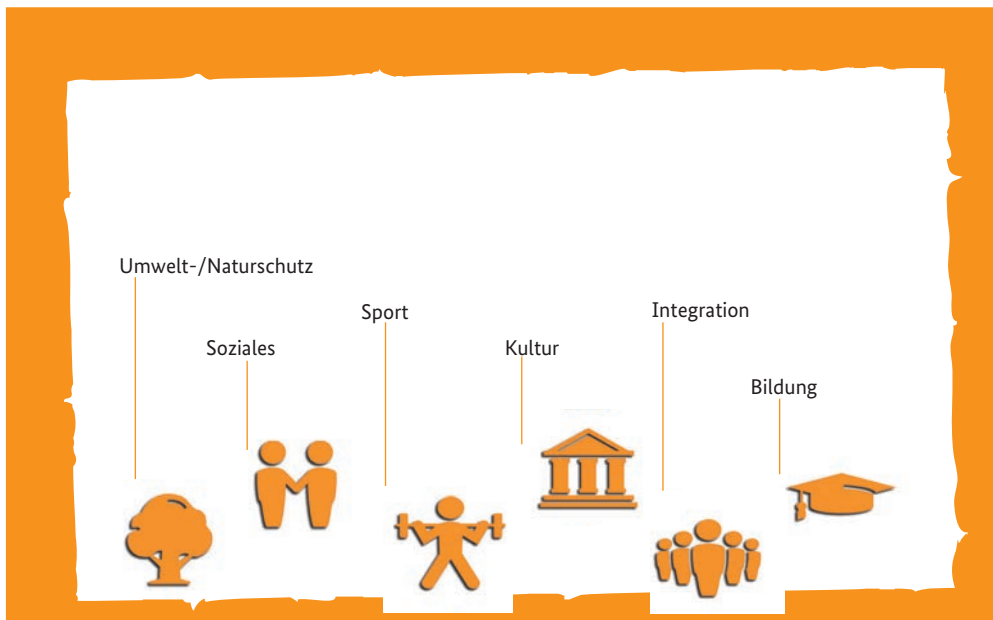 Umwelt-/Naturschutz
Soziales
Sport
Kultur
Integration
Bildung